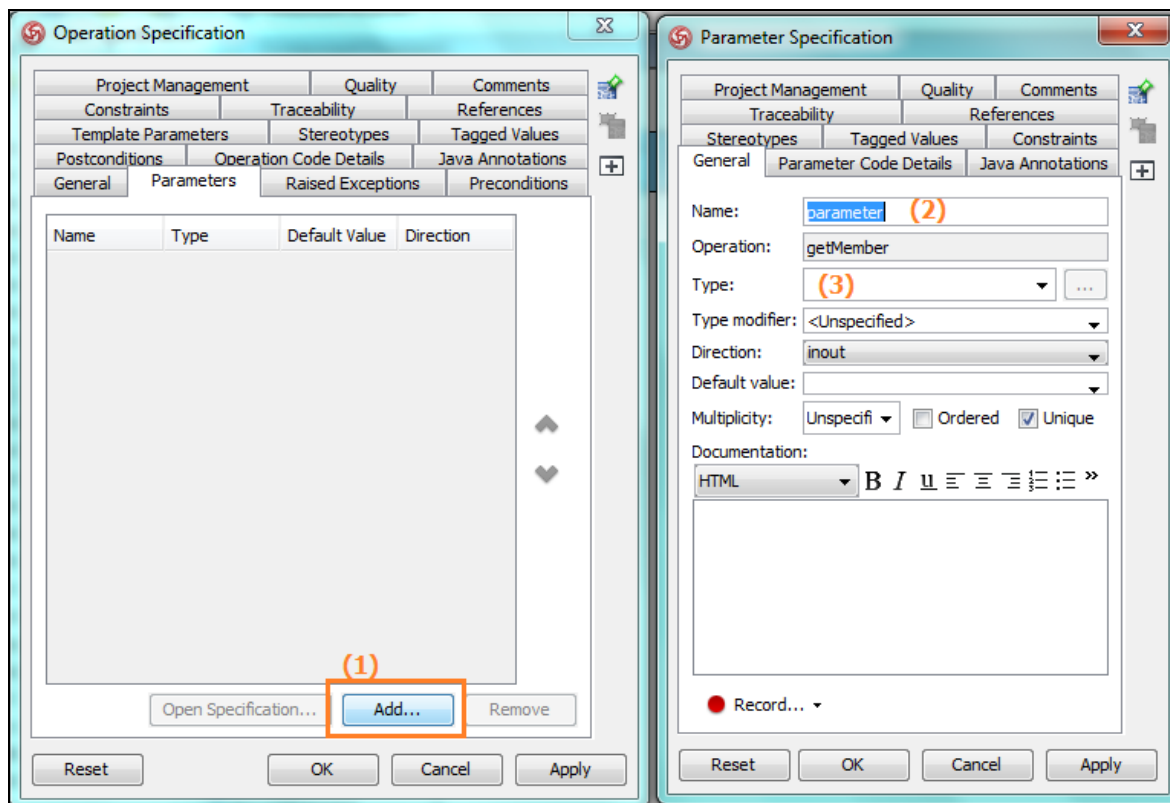 Operation Specification
Project Management Quality Comments
Constraints Traceability References
Template Parameters Stereotypes Tagged Values
Postconditions Operation Code Details Java Annotations
General Parameters Raised Exceptions Preconditions
Name Type Default Value Direction
(1)
Open Specification... Add... Remove
Reset OK Cancel Apply
Parameter Specification
Project Management Quality Comments
Traceability References
Stereotypes Tagged Values Constraints
General Parameter Code Details Java Annotations
Name: parameter (2)
Operation: getMember
Type: (3) ...
Type modifier: <Unspecified>
Direction: inout
Default value:
Multiplicity: Unspecifi Ordered Unique
Documentation:
HTML B I u »
Record...
Reset OK Cancel Apply